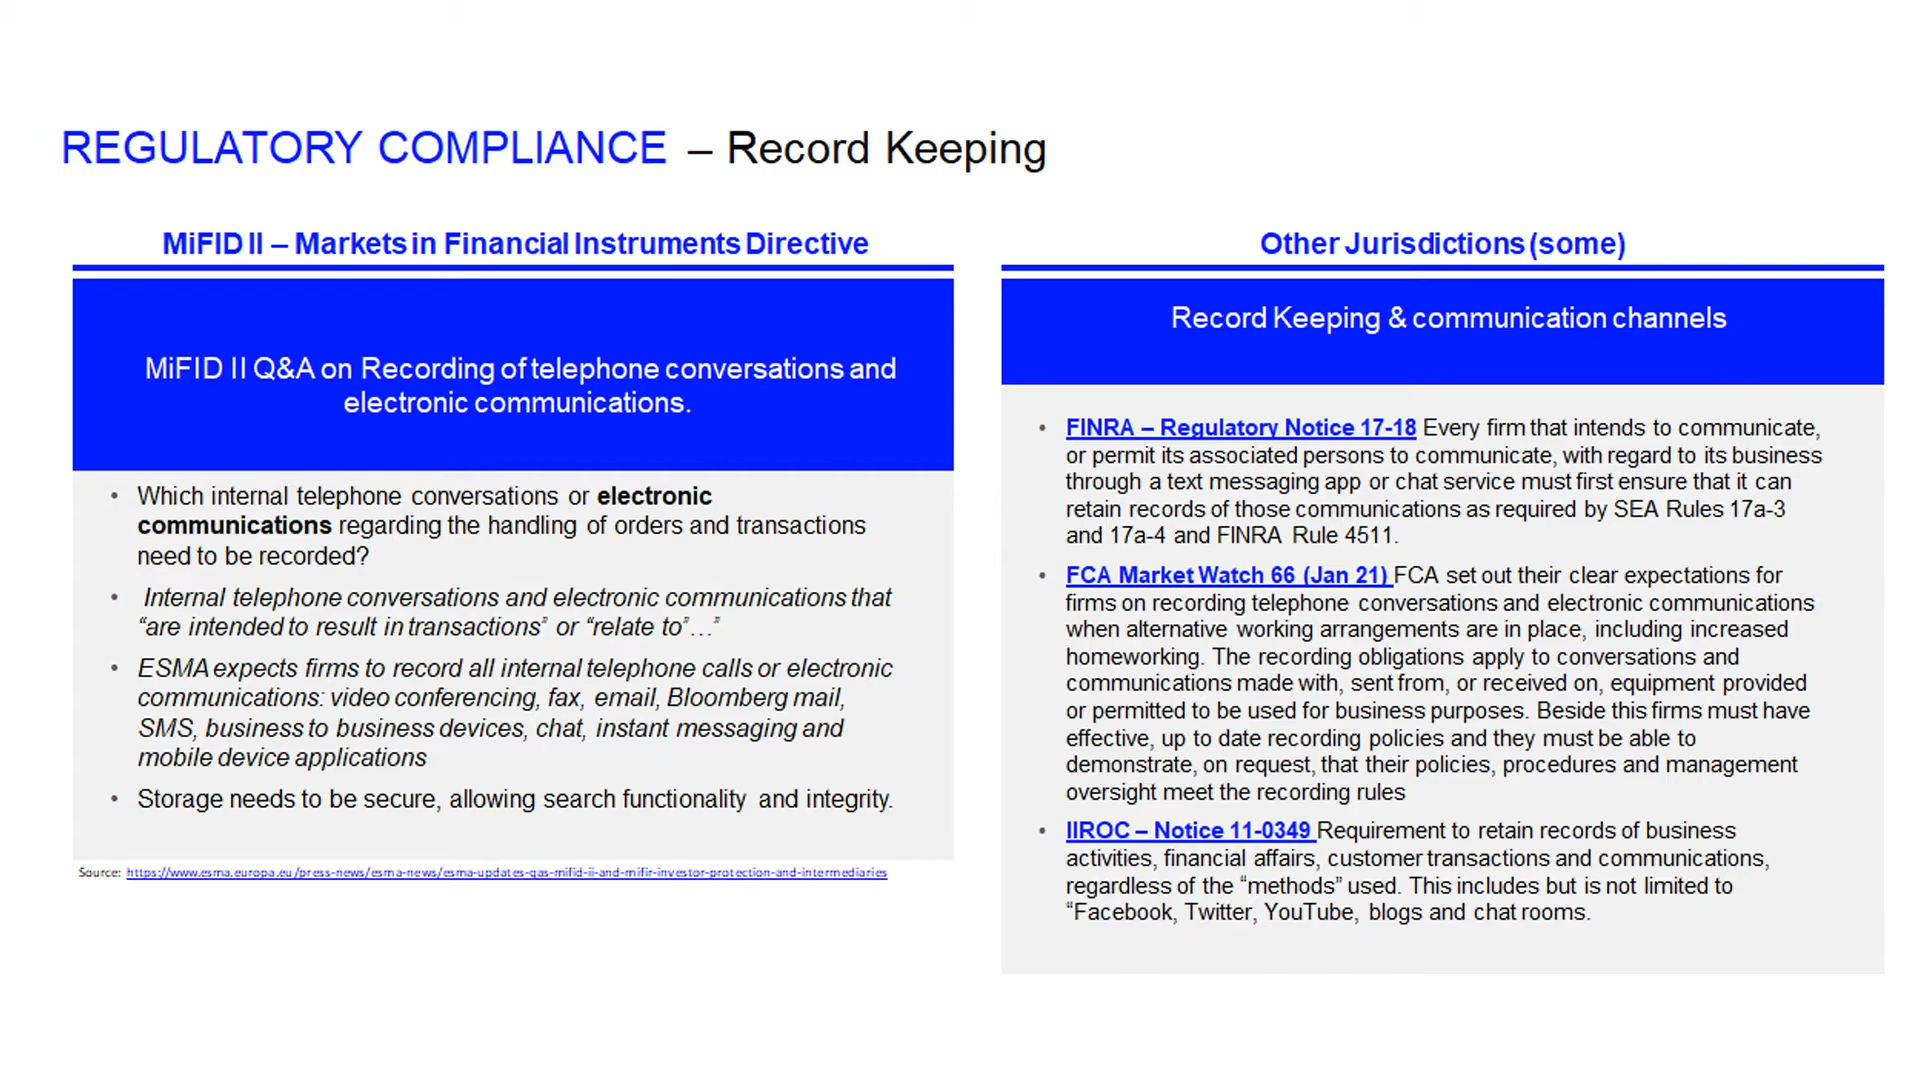 REGULATORY COMPLIANCE – Record Keeping
MiFID II – Markets in Financial Instruments Directive
MiFID II Q&A on Recording of telephone conversations and
electronic communications.
• Which internal telephone conversations or electronic
communications regarding the handling of orders and transactions
need to be recorded?
• Internal telephone conversations and electronic communications that
“are intended to result in transactions” or “relate to”…”
• ESMA expects firms to record all internal telephone calls or electronic
communications: video conferencing, fax, email, Bloomberg mail,
SMS, business to business devices, chat, instant messaging and
mobile device applications
• Storage needs to be secure, allowing search functionality and integrity.
Source: https://www.esma.europa.eu/press-news/esma-news/esma-updates-qas-mifid-ii-and-mifir-investor-protection-and-intermediaries
Other Jurisdictions (some)
Record Keeping & communication channels
• FINRA – Regulatory Notice 17-18 Every firm that intends to communicate,
or permit its associated persons to communicate, with regard to its business
through a text messaging app or chat service must first ensure that it can
retain records of those communications as required by SEA Rules 17a-3
and 17a-4 and FINRA Rule 4511.
• FCA Market Watch 66 (Jan 21) FCA set out their clear expectations for
firms on recording telephone conversations and electronic communications
when alternative working arrangements are in place, including increased
homeworking. The recording obligations apply to conversations and
communications made with, sent from, or received on, equipment provided
or permitted to be used for business purposes. Beside this firms must have
effective, up to date recording policies and they must be able to
demonstrate, on request, that their policies, procedures and management
oversight meet the recording rules
• IIROC – Notice 11-0349 Requirement to retain records of business
activities, financial affairs, customer transactions and communications,
regardless of the “methods” used. This includes but is not limited to
“Facebook, Twitter, YouTube, blogs and chat rooms.